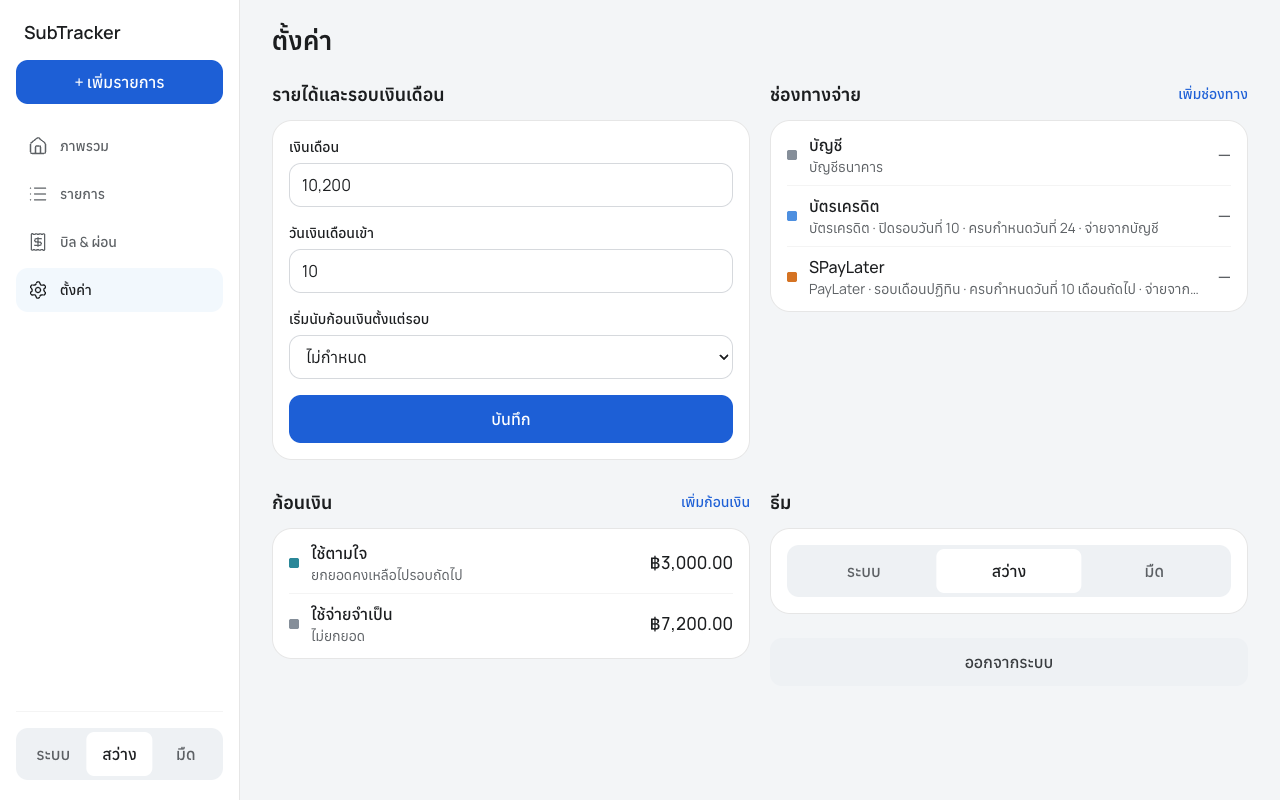 SubTracker
+ เพิ่มรายการ
ภาพรวม
รายการ
บิล & ผ่อน
ตั้งค่า
ระบบ
สว่าง
มืด
ตั้งค่า
รายได้และรอบเงินเดือน
เงินเดือน
10,200
วันเงินเดือนเข้า
10
เริ่มนับก้อนเงินตั้งแต่รอบ
ไม่กำหนด
บันทึก
ช่องทางจ่าย
เพิ่มช่องทาง
บัญชี
บัญชีธนาคาร
—
บัตรเครดิต
บัตรเครดิต · ปิดรอบวันที่ 10 · ครบกำหนดวันที่ 24 · จ่ายจากบัญชี
—
SPayLater
PayLater · รอบเดือนปฏิทิน · ครบกำหนดวันที่ 10 เดือนถัดไป · จ่ายจาก…
—
ก้อนเงิน
เพิ่มก้อนเงิน
ใช้ตามใจ
ยกยอดคงเหลือไปรอบถัดไป
฿3,000.00
ใช้จ่ายจำเป็น
ไม่ยกยอด
฿7,200.00
ธีม
ระบบ
สว่าง
มืด
ออกจากระบบ